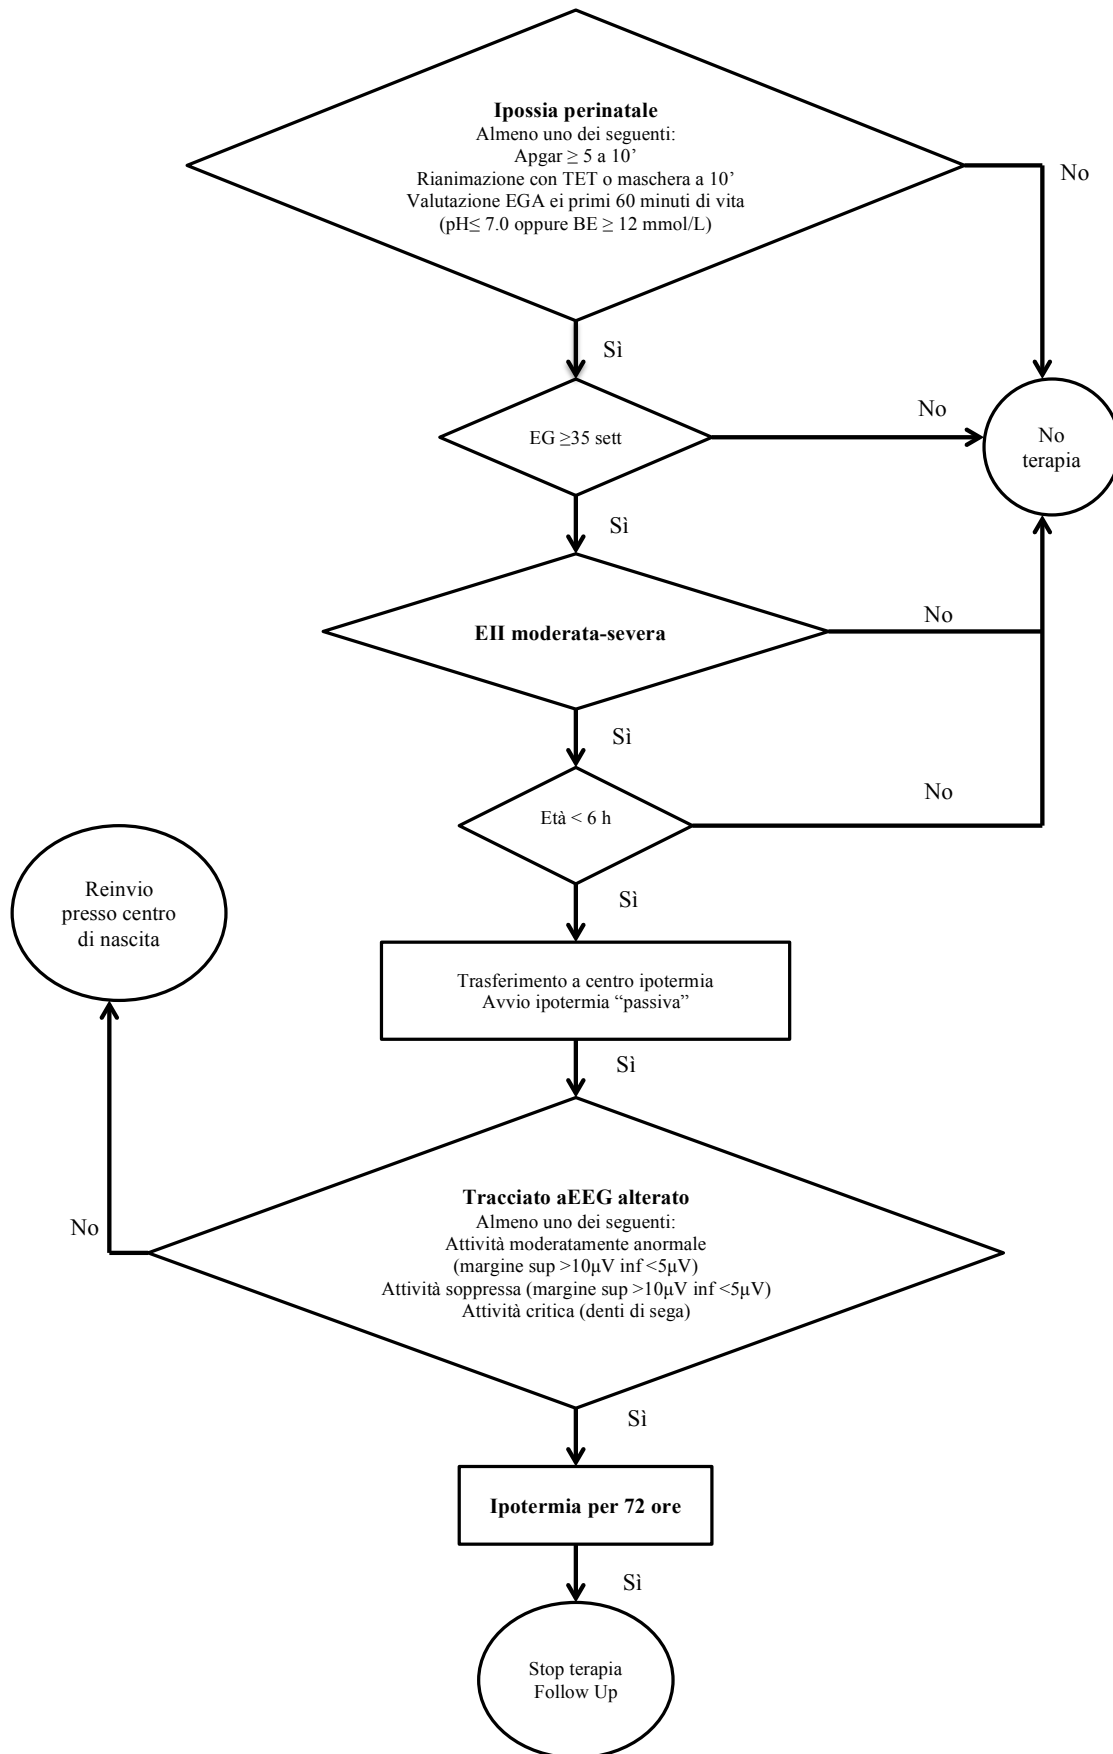 Ipossia perinatale
Almeno uno dei seguenti:
Apgar ≥ 5 a 10’
Rianimazione con TET o maschera a 10’
Valutazione EGA ei primi 60 minuti di vita
(pH≤ 7.0 oppure BE ≥ 12 mmol/L)
No
Sì
EG ≥35 sett
No
No
terapia
Sì
EII moderata-severa
No
Sì
Età < 6 h
No
Sì
Reinvio
presso centro
di nascita
Trasferimento a centro ipotermia
Avvio ipotermia “passiva”
Sì
Tracciato aEEG alterato
Almeno uno dei seguenti:
Attività moderatamente anormale
(margine sup >10µV inf <5µV)
Attività soppressa (margine sup >10µV inf <5µV)
Attività critica (denti di sega)
No
Sì
Ipotermia per 72 ore
Sì
Stop terapia
Follow Up